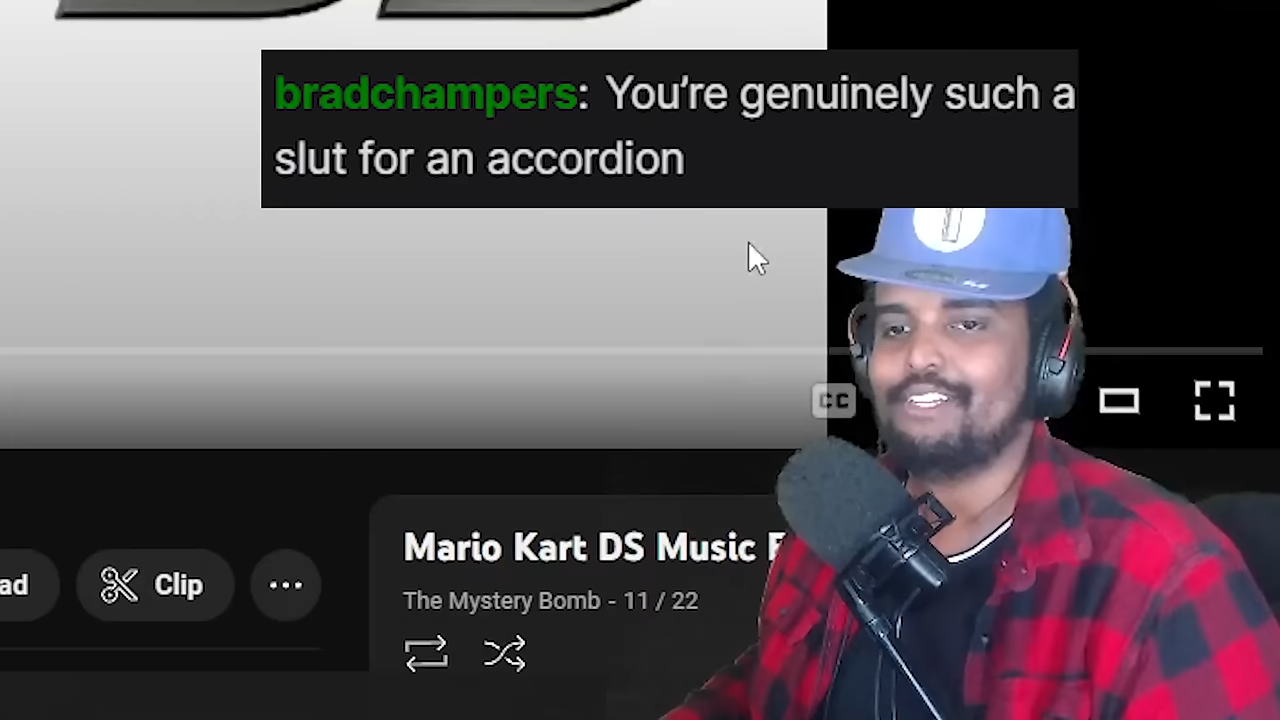 bradchampers: You're genuinely such a
slut for an accordion
CC
ad
Clip
Mario Kart DS Music
The Mystery Bomb - 11 / 22